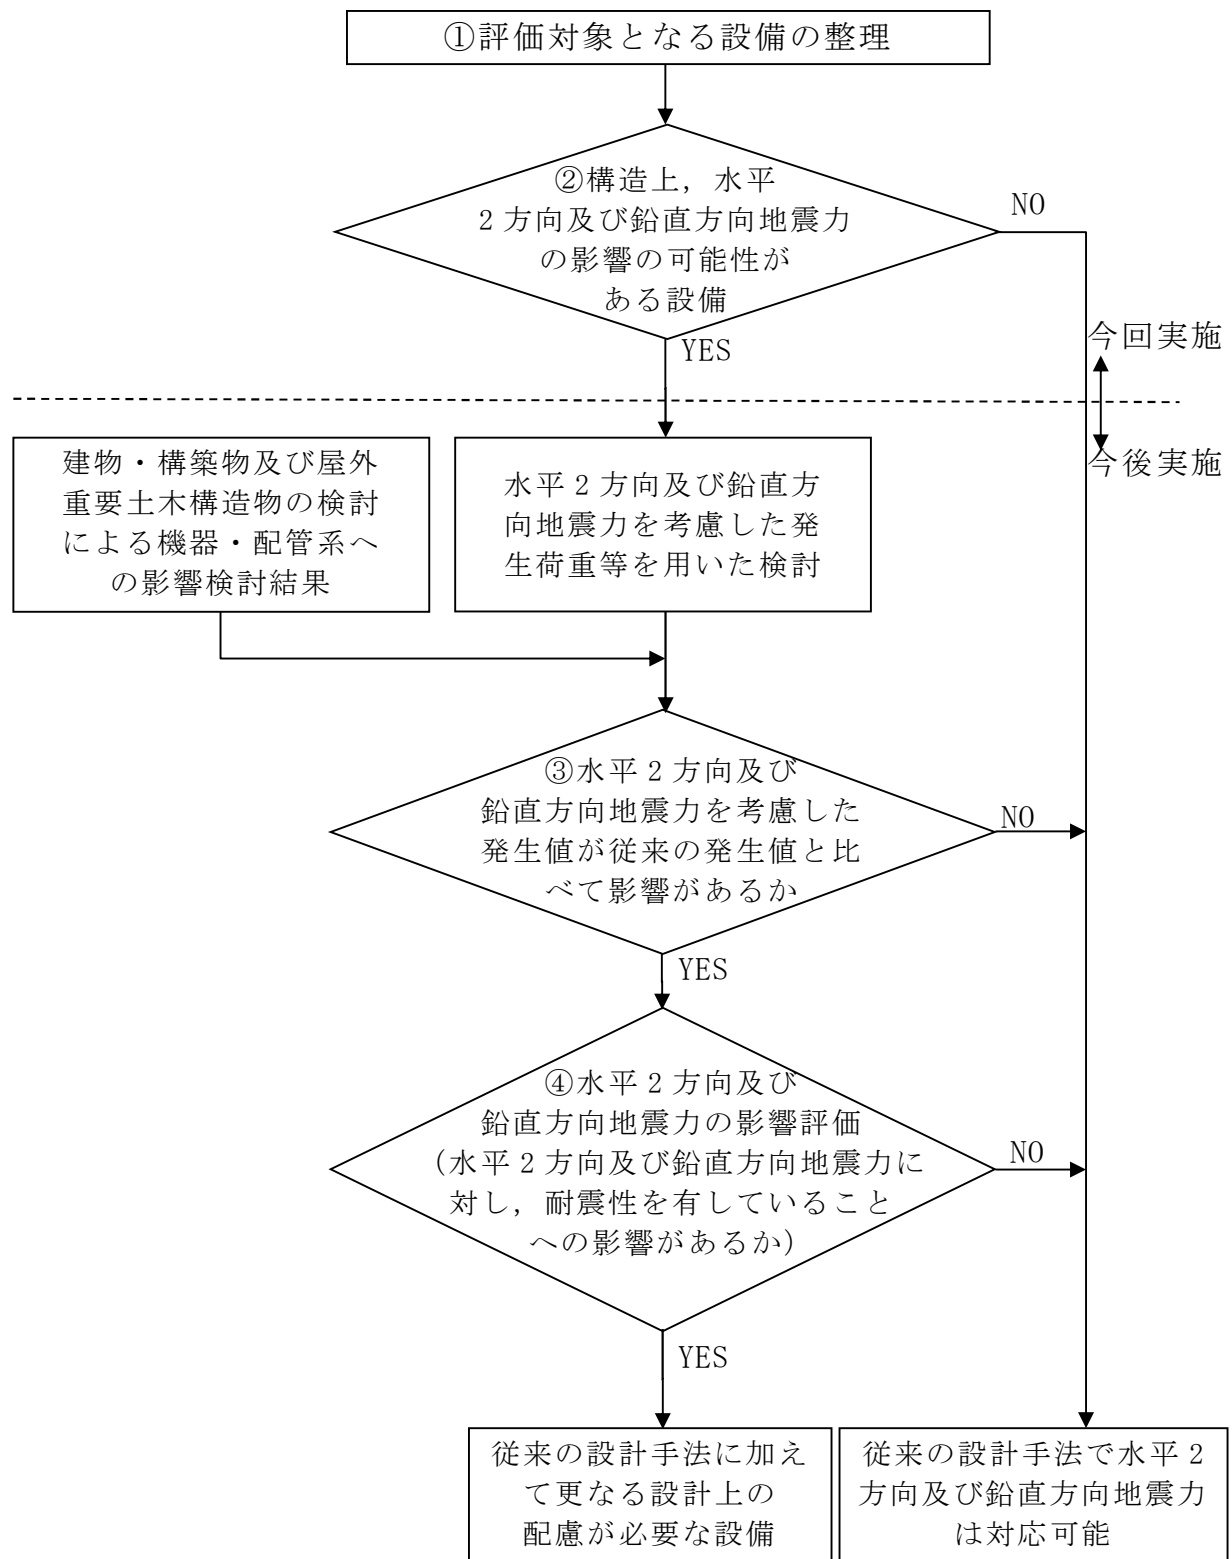 ①評価対象となる設備の整理
②構造上，水平
２方向及び鉛直方向地震力
の影響の可能性が
ある設備
NO
YES
今回実施
今後実施
建物・構築物及び屋外
重要土木構造物の検討
による機器・配管系へ
の影響検討結果
水平２方向及び鉛直方
向地震力を考慮した発
生荷重等を用いた検討
③水平２方向及び
鉛直方向地震力を考慮した
発生値が従来の発生値と比
べて影響があるか
NO
YES
④水平２方向及び
鉛直方向地震力の影響評価
(水平２方向及び鉛直方向地震力に
対し，耐震性を有していること
への影響があるか)
NO
YES
従来の設計手法に加え
て更なる設計上の
配慮が必要な設備
従来の設計手法で水平２
方向及び鉛直方向地震力
は対応可能